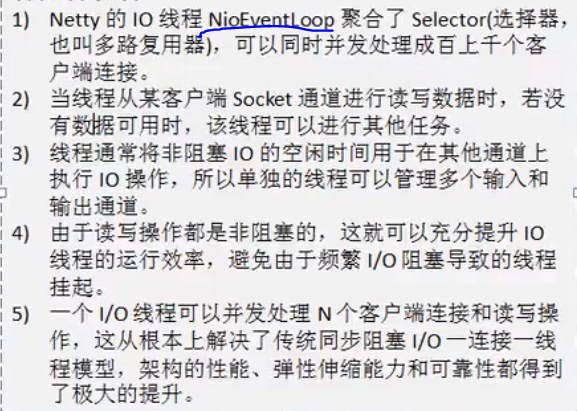 1) Netty 的 IO 线程 NioEventLoop 聚合了 Selector(选择器,
也叫多路复用器),可以同时并发处理成百上千个客
户端连接。
2) 当线程从某客户端 Socket 通道进行读写数据时,若没
有数据可用时,该线程可以进行其他任务。
3) 线程通常将非阻塞 IO 的空闲时间用于在其他通道上
执行 IO 操作,所以单独的线程可以管理多个输入和
输出通道。
4) 由于读写操作都是非阻塞的,这就可以充分提升 IO
线程的运行效率,避免由于频繁 I/O 阻塞导致的线程
挂起。
5) 一个 I/O 线程可以并发处理 N 个客户端连接和读写操
作,这从根本上解决了传统同步阻塞 I/O 一连接一线
程模型,架构的性能、弹性伸缩能力和可靠性都得到
了极大的提升。